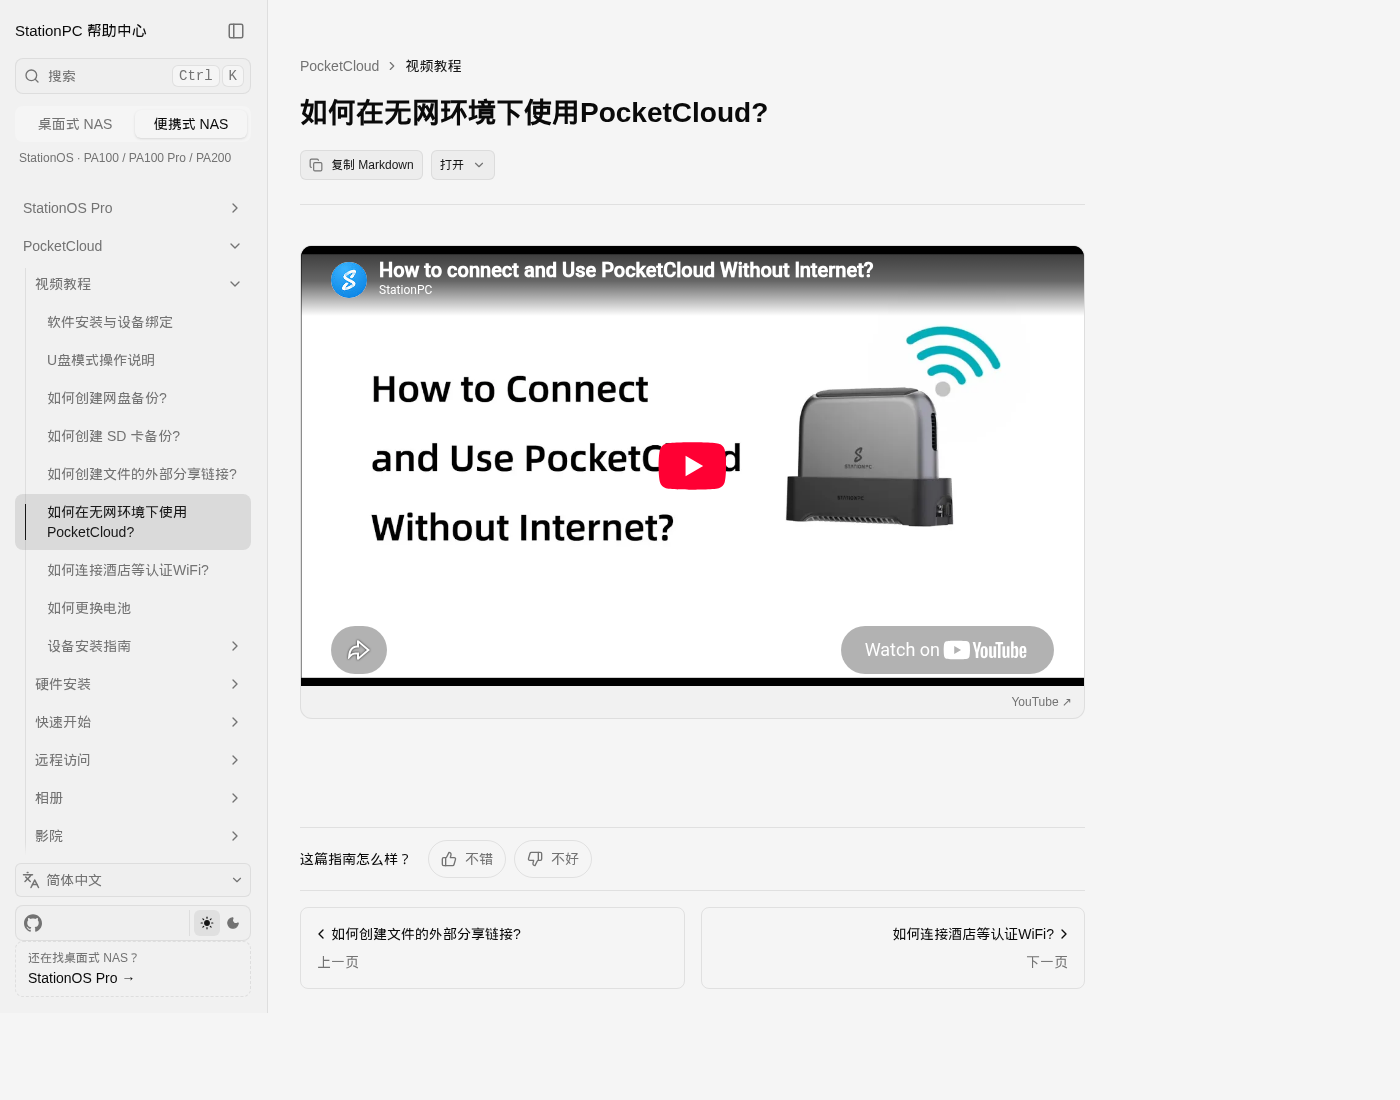 StationPC 帮助中心
搜索 Ctrl K
桌面式 NAS 便携式 NAS
StationOS · PA100 / PA100 Pro / PA200
StationOS Pro
PocketCloud
视频教程
软件安装与设备绑定
U盘模式操作说明
如何创建网盘备份?
如何创建 SD 卡备份?
如何创建文件的外部分享链接?
如何在无网环境下使用
PocketCloud?
如何连接酒店等认证WiFi?
如何更换电池
设备安装指南
硬件安装
快速开始
远程访问
相册
影院
简体中文
还在找桌面式 NAS？
StationOS Pro →
PocketCloud > 视频教程
如何在无网环境下使用PocketCloud?
复制 Markdown 打开
How to connect and Use PocketCloud Without Internet?
StationPC
How to Connect
and Use PocketC d
Without Internet?
STATIONPC
STATIONPC
Watch on YouTube
YouTube ↗
这篇指南怎么样？ 不错 不好
如何创建文件的外部分享链接?
上一页
如何连接酒店等认证WiFi?
下一页